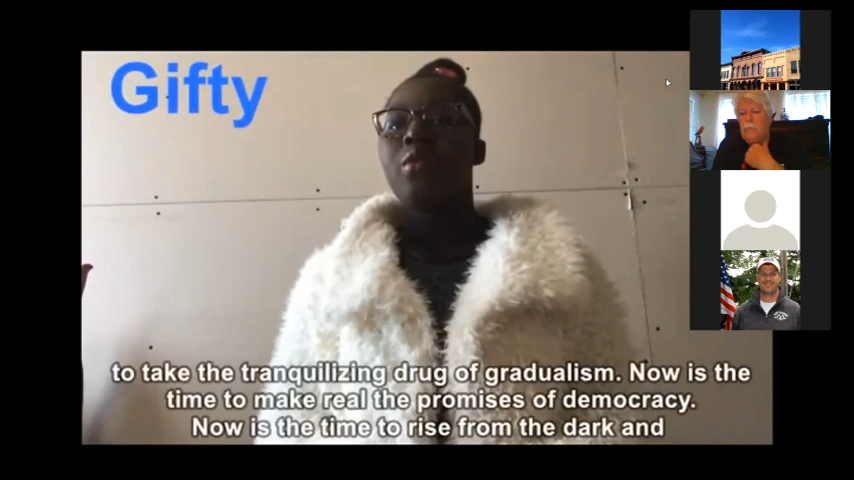 Gifty
to take the tranquilizing drug of gradualism. Now is the
time to make real the promises of democracy.
Now is the time to rise from the dark and